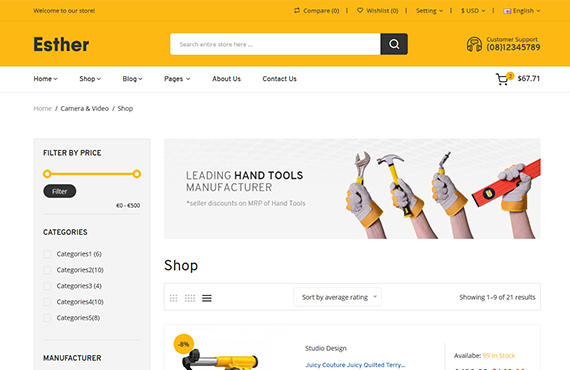 Welcome to our store!
Compare (0)
Wishlist (0)
Setting
$ USD
English
Esther
Search entire store here ...
Customer Support
(08)12345789
Home
Shop
Blog
Pages
About Us
Contact Us
2
$67.71
Home / Camera & Video / Shop
FILTER BY PRICE
Filter
€0 - €500
CATEGORIES
Categories1 (6)
Categories2(10)
Categories3 (4)
Categories4(10)
Categories5(8)
MANUFACTURER
LEADING HAND TOOLS
MANUFACTURER
*seller discounts on MRP of Hand Tools
Shop
Sort by average rating
Showing 1–9 of 21 results
-8%
Studio Design
Juicy Couture Juicy Quilted Terry...
Availabe: 99 In Stock